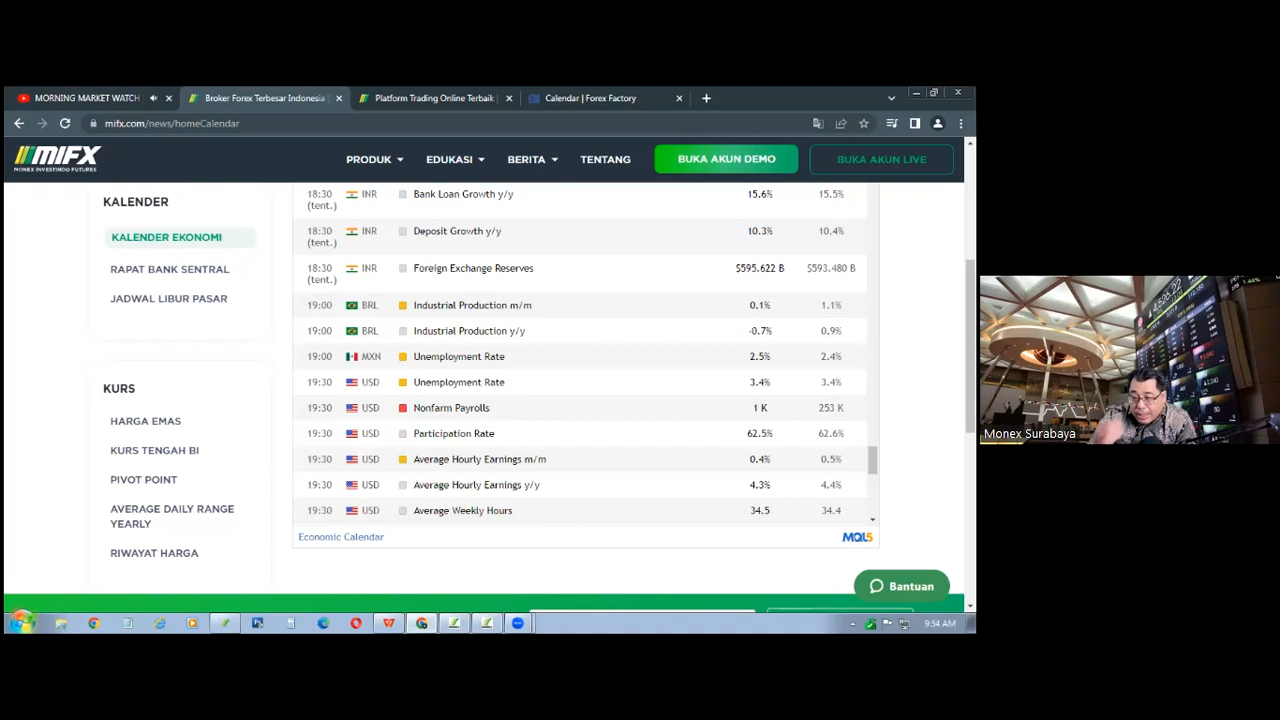 MORNING MARKET WATCH
Broker Forex Terbesar Indonesia
Platform Trading Online Terbaik
Calendar | Forex Factory
mifx.com/news/homeCalendar
MIFX
MONEX INVESTINDO FUTURES
PRODUK
EDUKASI
BERITA
TENTANG
BUKA AKUN DEMO
BUKA AKUN LIVE
KALENDER
KALENDER EKONOMI
RAPAT BANK SENTRAL
JADWAL LIBUR PASAR
KURS
HARGA EMAS
KURS TENGAH BI
PIVOT POINT
AVERAGE DAILY RANGE
YEARLY
RIWAYAT HARGA
18:30 INR Bank Loan Growth y/y 15.6% 15.5%
(tent.)
18:30 INR Deposit Growth y/y 10.3% 10.4%
(tent.)
18:30 INR Foreign Exchange Reserves $595.622 B $593.480 B
(tent.)
19:00 BRL Industrial Production m/m 0.1% 1.1%
19:00 BRL Industrial Production y/y -0.7% 0.9%
19:00 MXN Unemployment Rate 2.5% 2.4%
19:30 USD Unemployment Rate 3.4% 3.4%
19:30 USD Nonfarm Payrolls 1 K 253 K
19:30 USD Participation Rate 62.5% 62.6%
19:30 USD Average Hourly Earnings m/m 0.4% 0.5%
19:30 USD Average Hourly Earnings y/y 4.3% 4.4%
19:30 USD Average Weekly Hours 34.5 34.4
Economic Calendar
MQL5
Bantuan
9:54 AM
4,526.22
Monex Surabaya